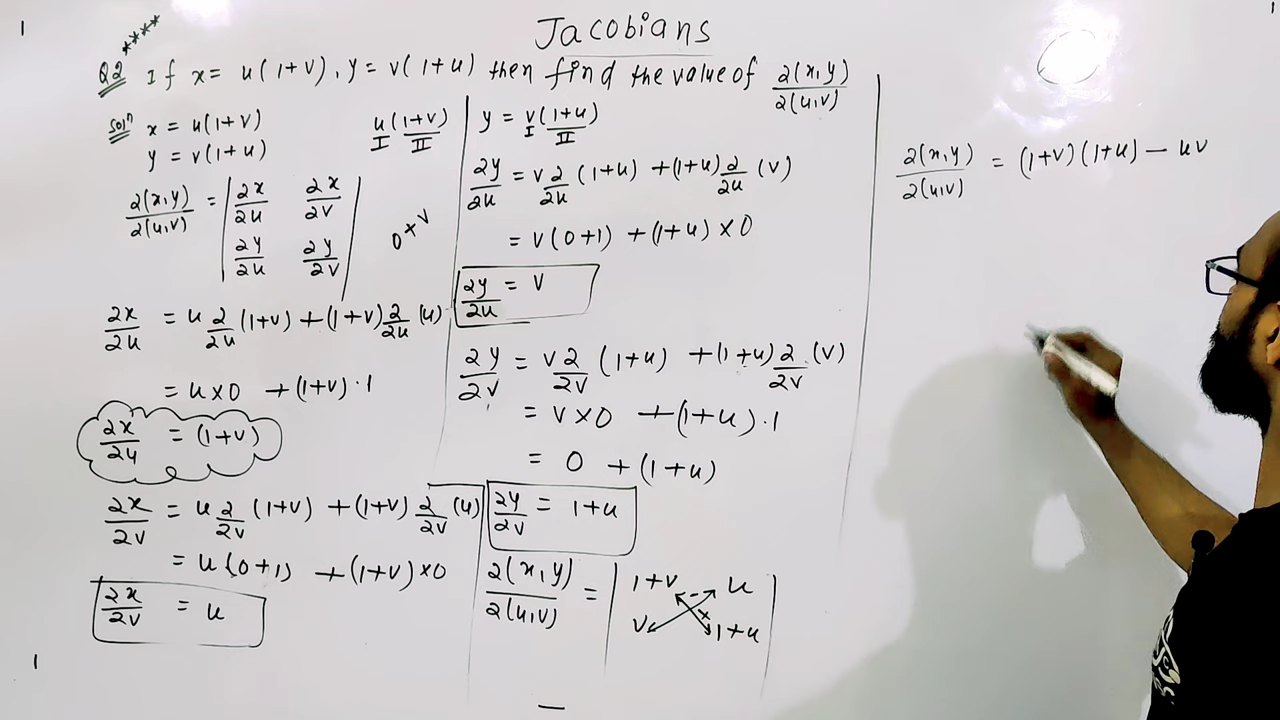 Jacobians
****
Q2 If x = u(1+v), y = v(1+u) then find the value of ∂(x,y)/∂(u,v)
Solⁿ x = u(1+v)
y = v(1+u)
u(1+v)
I II
∂(x,y)/∂(u,v) = | ∂x/∂u ∂x/∂v |
| ∂y/∂u ∂y/∂v |
0×v
∂x/∂u = u ∂/∂u (1+v) + (1+v) ∂/∂u (u)
= u×0 + (1+v)·1
∂x/∂u = (1+v)
∂x/∂v = u ∂/∂v (1+v) + (1+v) ∂/∂v (u)
= u(0+1) + (1+v)×0
∂x/∂v = u
y = v(1+u)
I II
∂y/∂u = v ∂/∂u (1+u) + (1+u) ∂/∂u (v)
= v(0+1) + (1+u)×0
∂y/∂u = v
∂y/∂v = v ∂/∂v (1+u) + (1+u) ∂/∂v (v)
= v×0 + (1+u)·1
= 0 + (1+u)
∂y/∂v = 1+u
∂(x,y)/∂(u,v) = | 1+v u |
| v 1+u |
∂(x,y)/∂(u,v) = (1+v)(1+u) − uv